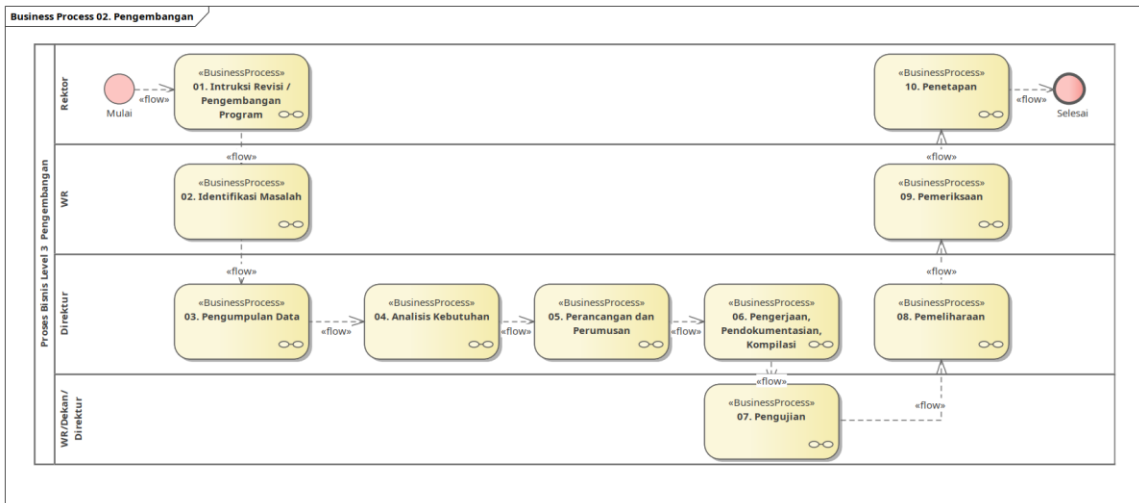 Business Process 02. Pengembangan
Proses Bisnis Level 3 Pengembangan
Rektor
Mulai
«flow»
«BusinessProcess»
01. Intruksi Revisi /
Pengembangan
Program
«BusinessProcess»
10. Penetapan
«flow»
Selesai
«flow»
«flow»
WR
«BusinessProcess»
02. Identifikasi Masalah
«BusinessProcess»
09. Pemeriksaan
«flow»
«flow»
Direktur
«BusinessProcess»
03. Pengumpulan Data
«flow»
«BusinessProcess»
04. Analisis Kebutuhan
«flow»
«BusinessProcess»
05. Perancangan dan
Perumusan
«flow»
«BusinessProcess»
06. Pengerjaan,
Pendokumentasian,
Kompilasi
«BusinessProcess»
08. Pemeliharaan
«flow»
WR/Dekan/
Direktur
«BusinessProcess»
07. Pengujian
«flow»